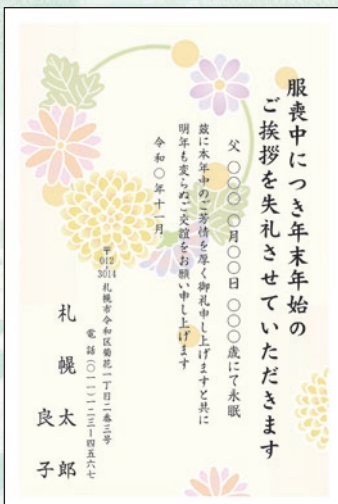 服喪中につき年末年始の
ご挨拶を失礼させていただきます
父 〇〇〇 〇月〇〇日 〇〇〇歳にて永眠
茲に本年中のご芳情を厚く御礼申し上げますと共に
明年も変らぬご交誼をお願い申し上げます
令和〇年十一月
〒012-3014 札幌市令和区菊花一丁目二番三号
電話(〇一一)一二三-四五六七
札幌太郎
良子